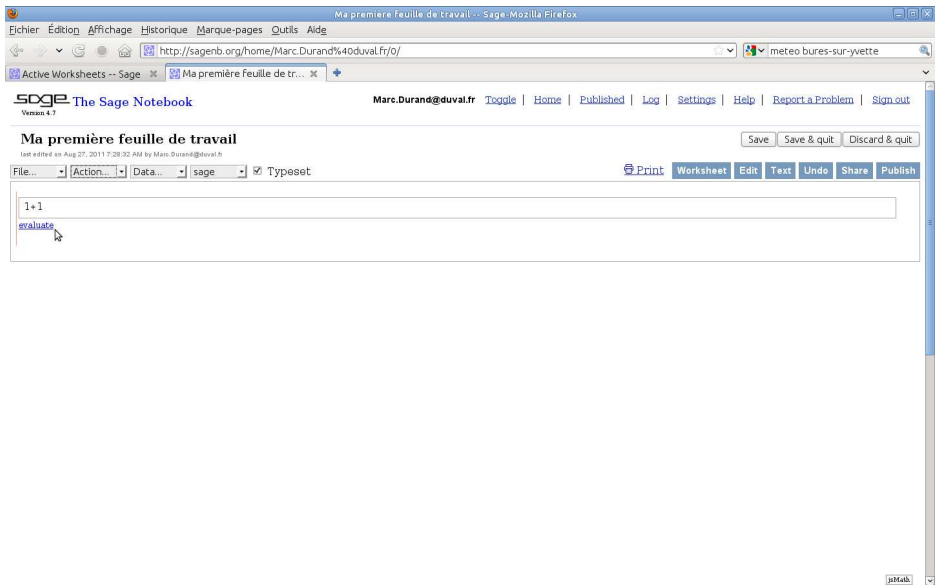 Ma première feuille de travail -- Sage-Mozilla Firefox
Fichier Édition Affichage Historique Marque-pages Outils Aide
http://sagenb.org/home/Marc.Durand%40duval.fr/0/ meteo bures-sur-yvette
Active Worksheets -- Sage Ma première feuille de tr...
sage The Sage Notebook Marc.Durand@duval.fr Toggle | Home | Published | Log | Settings | Help | Report a Problem | Sign out
Version 4.7
Ma première feuille de travail Save Save & quit Discard & quit
last edited on Aug 27, 2011 7:28:32 AM by Marc.Durand@duval.fr
File... Action... Data... sage Typeset Print Worksheet Edit Text Undo Share Publish
1+1
evaluate
jsMath